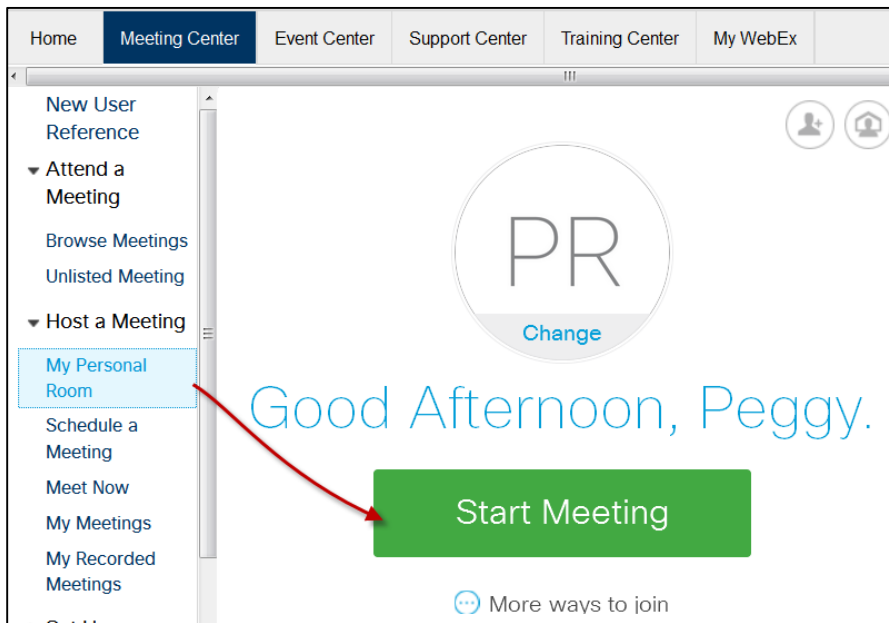 Home Meeting Center Event Center Support Center Training Center My WebEx
New User
Reference
Attend a
Meeting
Browse Meetings
Unlisted Meeting
Host a Meeting
My Personal
Room
Schedule a
Meeting
Meet Now
My Meetings
My Recorded
Meetings
PR
Change
Good Afternoon, Peggy.
Start Meeting
More ways to join